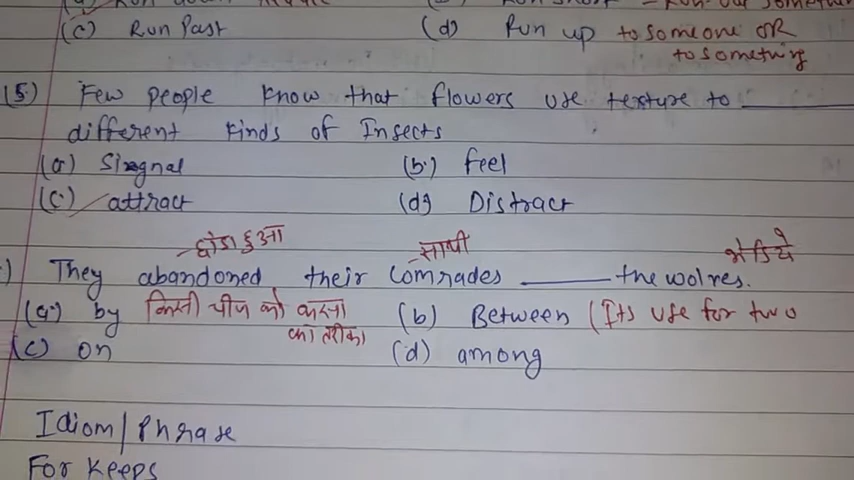 (c) Run Past (d) Run up to someone OR
to something
(5) Few people know that flowers use texture to ______
different kinds of Insects
(a) Signal (b) feel
(c) attract (d) Distract
छोडा हुआ साथी भेडिये
They abandoned their Comrades ______ the wolves.
(a) by किसी चीज को करना (b) Between (Its use for two
का तरीका
(c) on (d) among
Idiom/Phrase
For Keeps